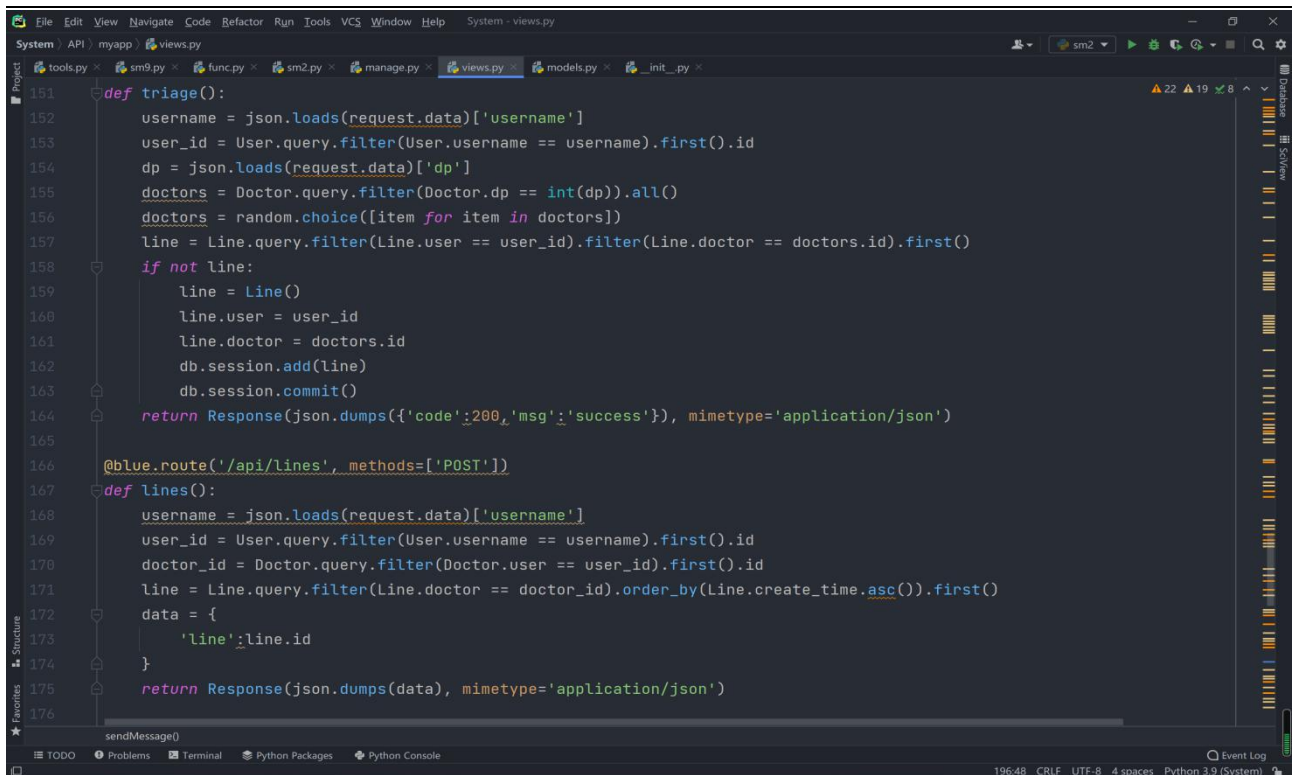 File Edit View Navigate Code Refactor Run Tools VCS Window Help System - views.py
System API myapp views.py sm2
tools.py sm9.py func.py sm2.py manage.py views.py models.py __init__.py
Project
Database
SciView
22 19 8
151 def triage():
152 username = json.loads(request.data)['username']
153 user_id = User.query.filter(User.username == username).first().id
154 dp = json.loads(request.data)['dp']
155 doctors = Doctor.query.filter(Doctor.dp == int(dp)).all()
156 doctors = random.choice([item for item in doctors])
157 line = Line.query.filter(Line.user == user_id).filter(Line.doctor == doctors.id).first()
158 if not line:
159 line = Line()
160 line.user = user_id
161 line.doctor = doctors.id
162 db.session.add(line)
163 db.session.commit()
164 return Response(json.dumps({'code':200,'msg':'success'}), mimetype='application/json')
165
166 @blue.route('/api/lines', methods=['POST'])
167 def lines():
168 username = json.loads(request.data)['username']
169 user_id = User.query.filter(User.username == username).first().id
170 doctor_id = Doctor.query.filter(Doctor.user == user_id).first().id
171 line = Line.query.filter(Line.doctor == doctor_id).order_by(Line.create_time.asc()).first()
172 data = {
173 'line':line.id
174 }
175 return Response(json.dumps(data), mimetype='application/json')
176
Structure
Favorites
sendMessage()
TODO Problems Terminal Python Packages Python Console Event Log
196:48 CRLF UTF-8 4 spaces Python 3.9 (System)